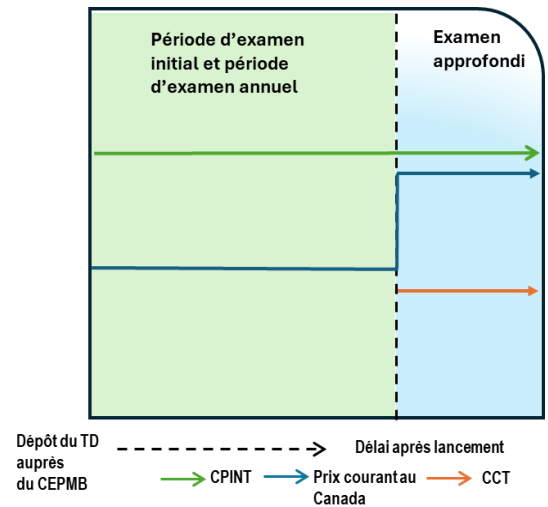 Période d'examen
initial et période
d'examen annuel
Examen
approfondi
Dépôt du TD
auprès
du CEPMB
Délai après lancement
CPINT
Prix courant au
Canada
CCT